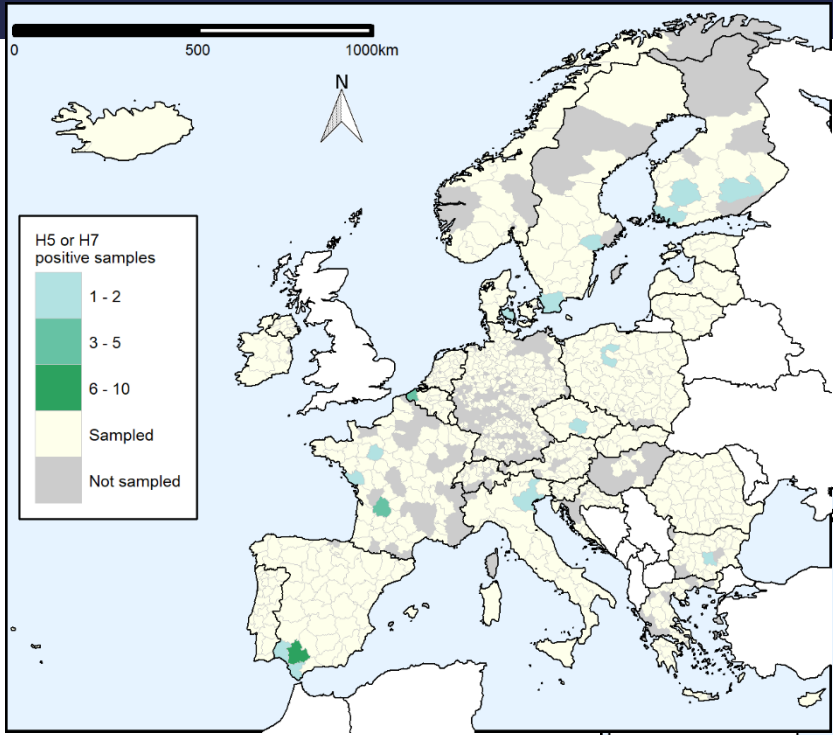 0 500 1000km
N
H5 or H7
positive samples
1 - 2
3 - 5
6 - 10
Sampled
Not sampled